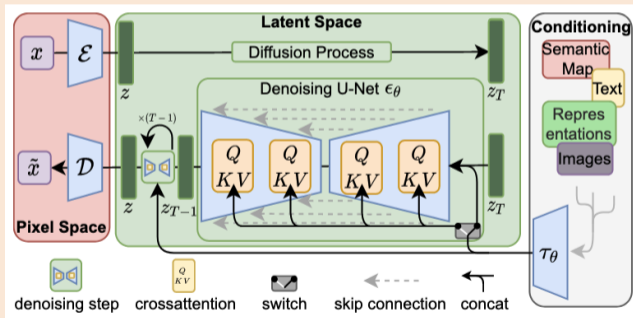 Latent Space
Conditioning
x
ℰ
z
Diffusion Process
z_T
Semantic
Map
Text
Repres
entations
Images
Denoising U-Net ϵ_θ
×(T−1)
Q
KV
Q
KV
Q
KV
Q
KV
x̃
𝒟
z
z_{T−1}
z_T
τ_θ
Pixel Space
Q
KV
denoising step
crossattention
switch
skip connection
concat